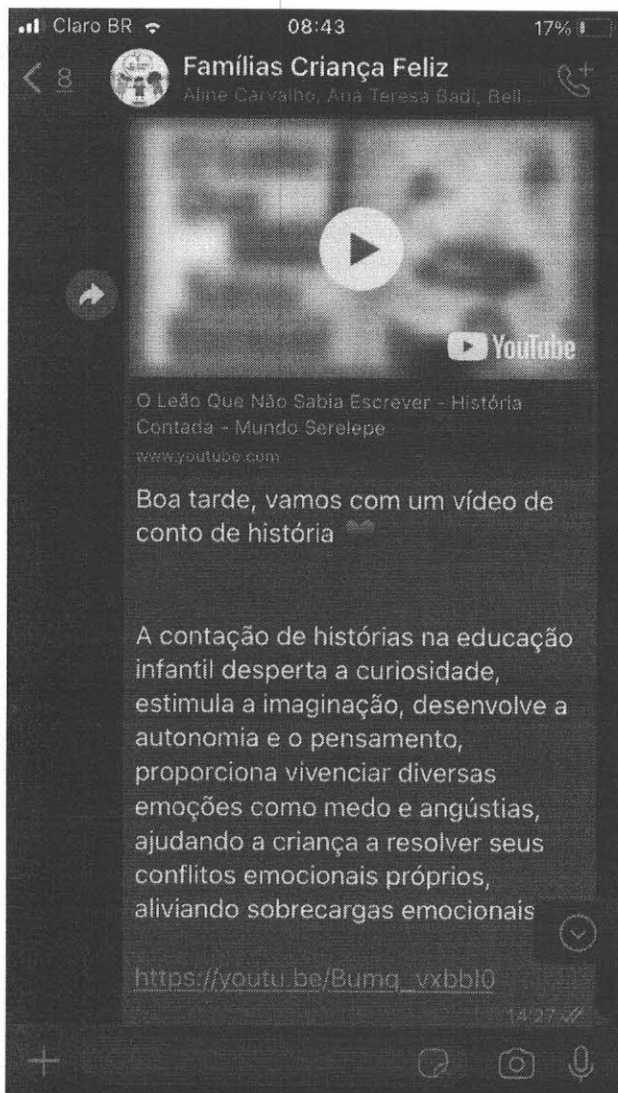 Claro BR
08:43
17%
8
Famílias Criança Feliz
Aline Carvalho, Ana Teresa Badi, Bell...
YouTube
O Leão Que Não Sabia Escrever - História
Contada - Mundo Serelepe
www.youtube.com
Boa tarde, vamos com um vídeo de
conto de história
A contação de histórias na educação
infantil desperta a curiosidade,
estimula a imaginação, desenvolve a
autonomia e o pensamento,
proporciona vivenciar diversas
emoções como medo e angústias,
ajudando a criança a resolver seus
conflitos emocionais próprios,
aliviando sobrecargas emocionais
https://youtu.be/Bumq_vxbbI0
14:27